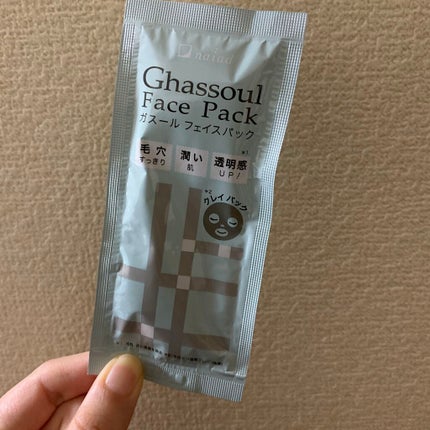 naiad
Ghassoul
Face Pack
ガスール フェイスパック
毛穴 潤い 透明感
すっきり 肌 UP!
クレイパック